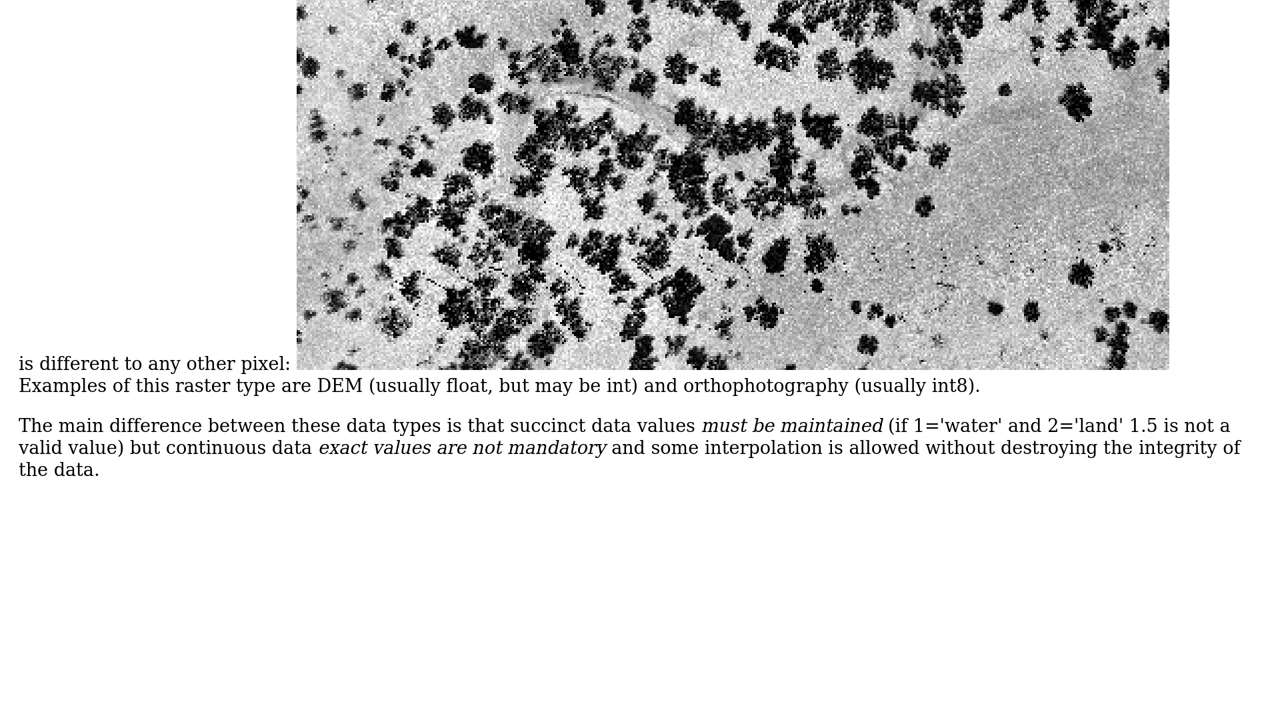 is different to any other pixel:
Examples of this raster type are DEM (usually float, but may be int) and orthophotography (usually int8).
The main difference between these data types is that succinct data values must be maintained (if 1='water' and 2='land' 1.5 is not a
valid value) but continuous data exact values are not mandatory and some interpolation is allowed without destroying the integrity of
the data.